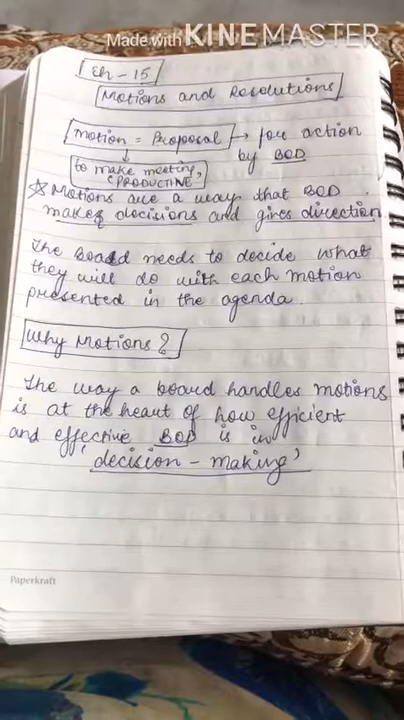 Made with KINEMASTER
Ch - 15
Motions and Resolutions
Motion = Proposal → for action
by BOD
to make meeting PRODUCTIVE
☆ Motions are a way that BOD
makes decisions and gives direction
The board needs to decide what
they will do with each motion
presented in the agenda.
Why Motions?
The way a board handles motions
is at the heart of how efficient
and effective BOD is in
'decision - making'
Paperkraft